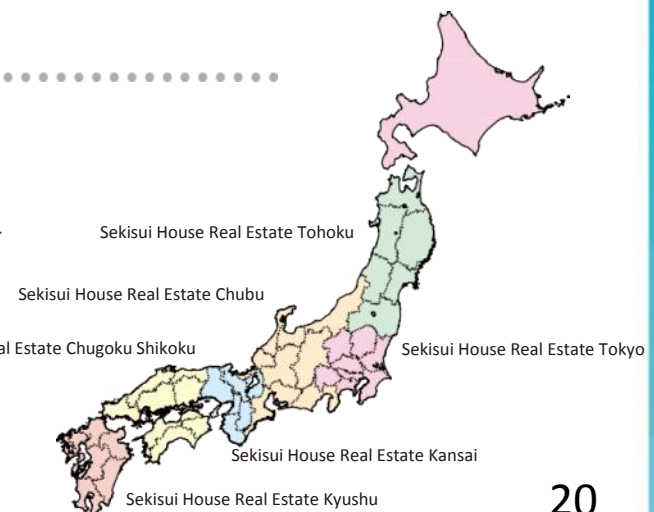 Sekisui House Real Estate Tohoku
Sekisui House Real Estate Chubu
Estate Chugoku Shikoku
Sekisui House Real Estate Tokyo
Sekisui House Real Estate Kansai
Sekisui House Real Estate Kyushu
20